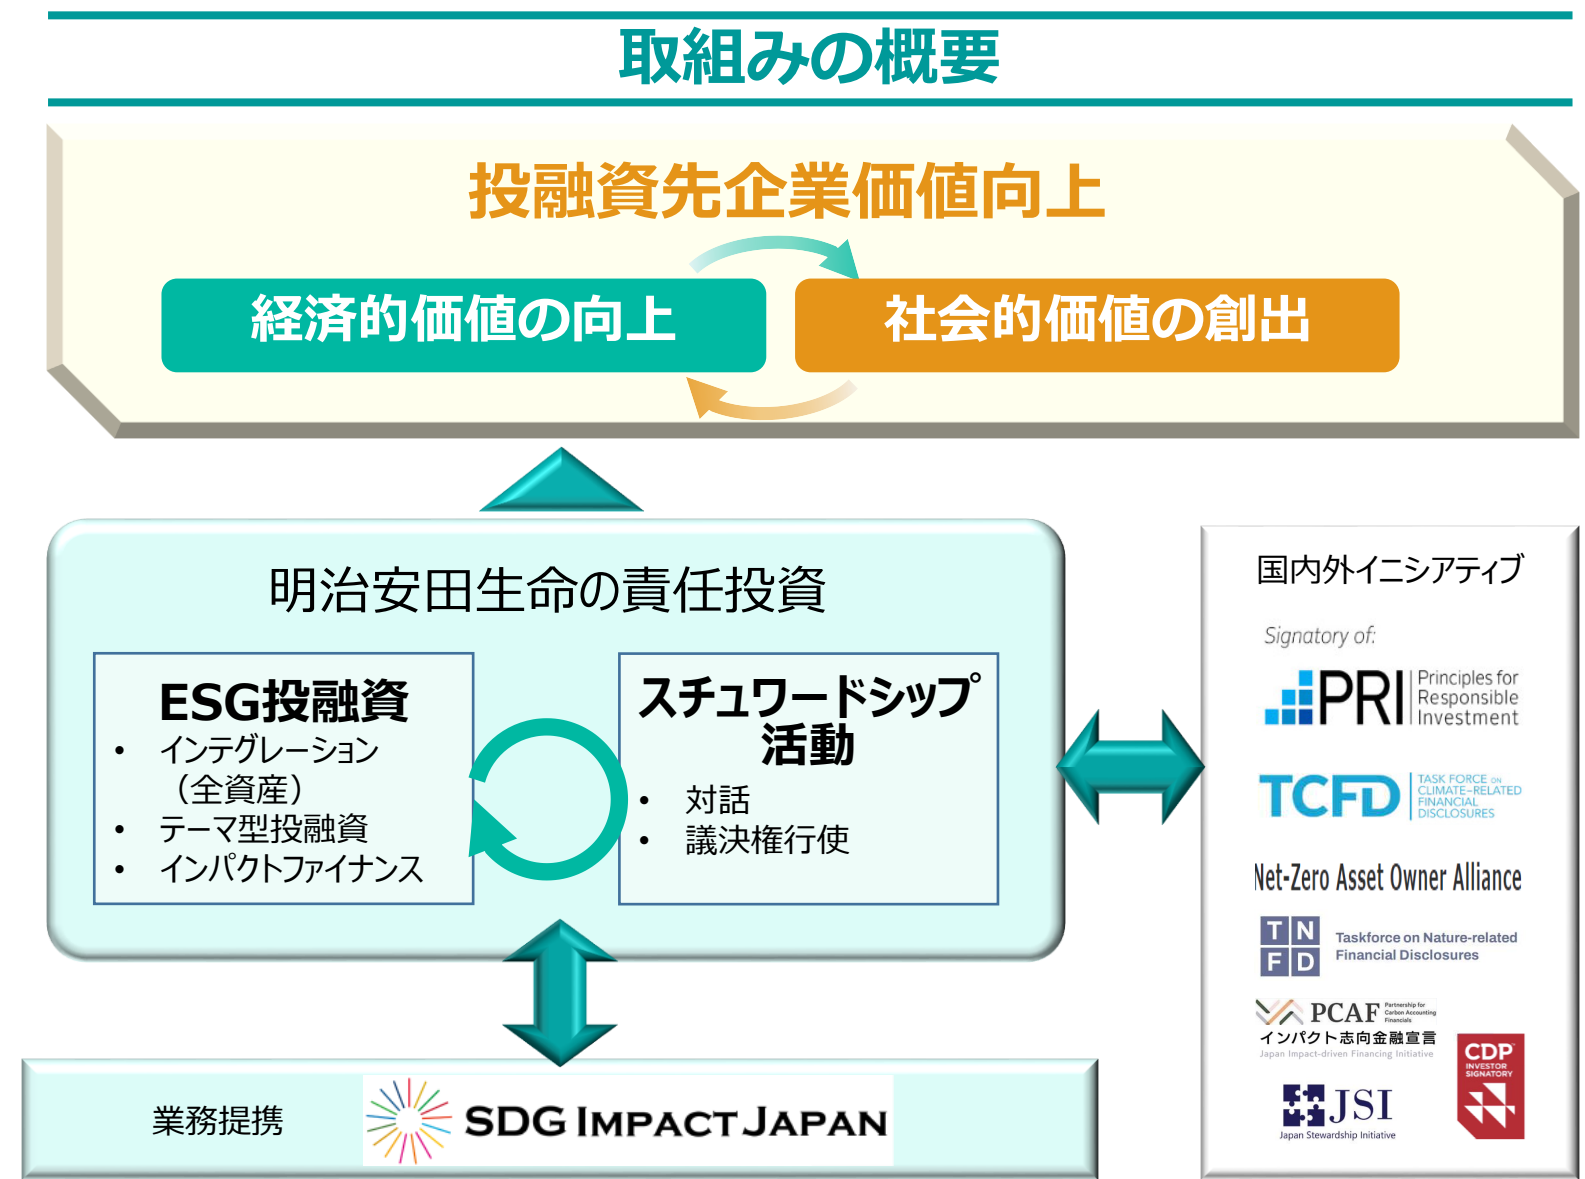 取組みの概要
投融資先企業価値向上
経済的価値の向上
社会的価値の創出
明治安田生命の責任投資
ESG投融資
• インテグレーション
（全資産）
• テーマ型投融資
• インパクトファイナンス
スチュワードシップ
活動
• 対話
• 議決権行使
業務提携
SDG IMPACT JAPAN
国内外イニシアティブ
Signatory of:
PRI
Principles for
Responsible
Investment
TCFD
TASK FORCE ON
CLIMATE-RELATED
FINANCIAL
DISCLOSURES
Net-Zero Asset Owner Alliance
TN
FD
Taskforce on Nature-related
Financial Disclosures
PCAF
Partnership for
Carbon Accounting
Financials
インパクト志向金融宣言
Japan Impact-driven Financing Initiative
JSI
Japan Stewardship Initiative
CDP
INVESTOR
SIGNATORY